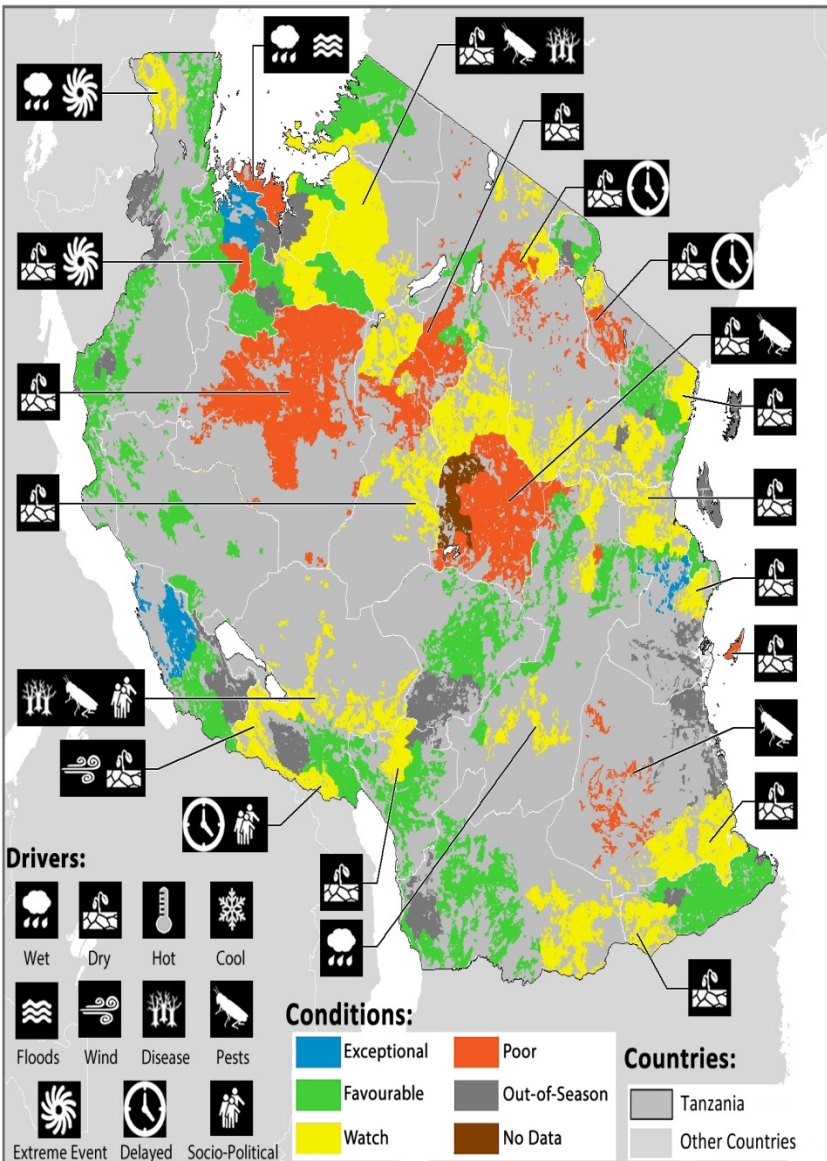 Drivers:
Wet Dry Hot Cool
Floods Wind Disease Pests
Extreme Event Delayed Socio-Political
Conditions:
Exceptional Poor
Favourable Out-of-Season
Watch No Data
Countries:
Tanzania
Other Countries